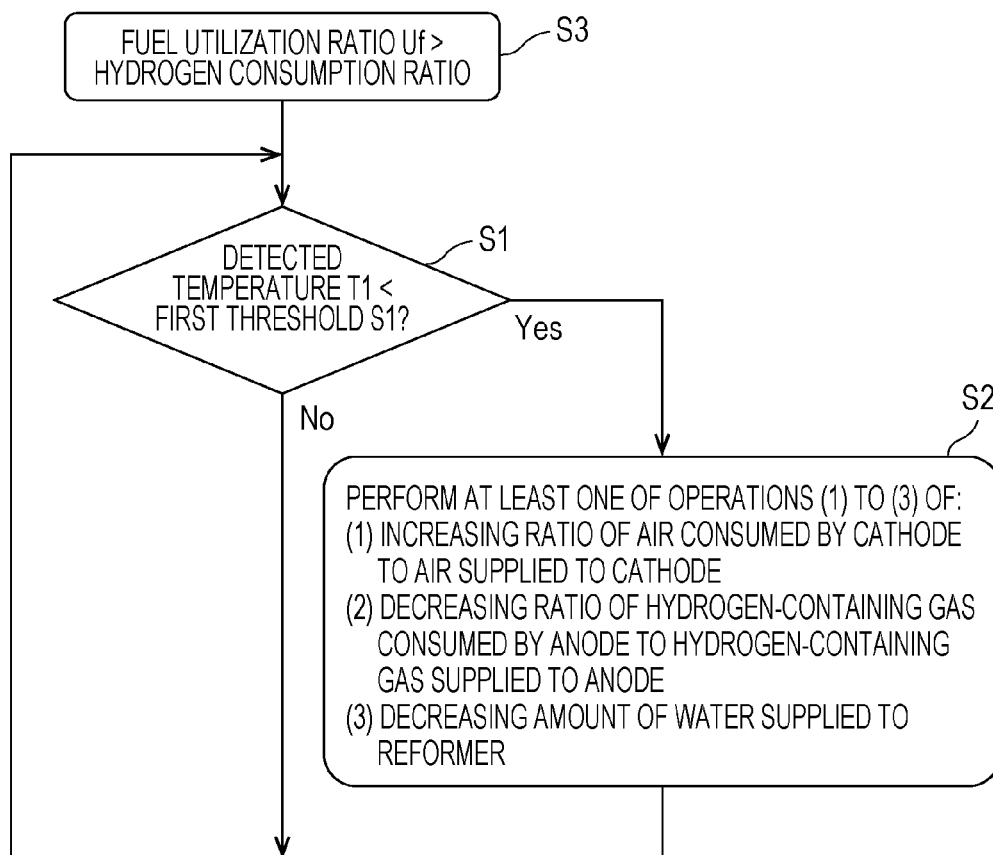 FUEL UTILIZATION RATIO Uf >
HYDROGEN CONSUMPTION RATIO
S3
DETECTED
TEMPERATURE T1 <
FIRST THRESHOLD S1?
S1
Yes
No
S2
PERFORM AT LEAST ONE OF OPERATIONS (1) TO (3) OF:
(1) INCREASING RATIO OF AIR CONSUMED BY CATHODE
TO AIR SUPPLIED TO CATHODE
(2) DECREASING RATIO OF HYDROGEN-CONTAINING GAS
CONSUMED BY ANODE TO HYDROGEN-CONTAINING
GAS SUPPLIED TO ANODE
(3) DECREASING AMOUNT OF WATER SUPPLIED TO
REFORMER